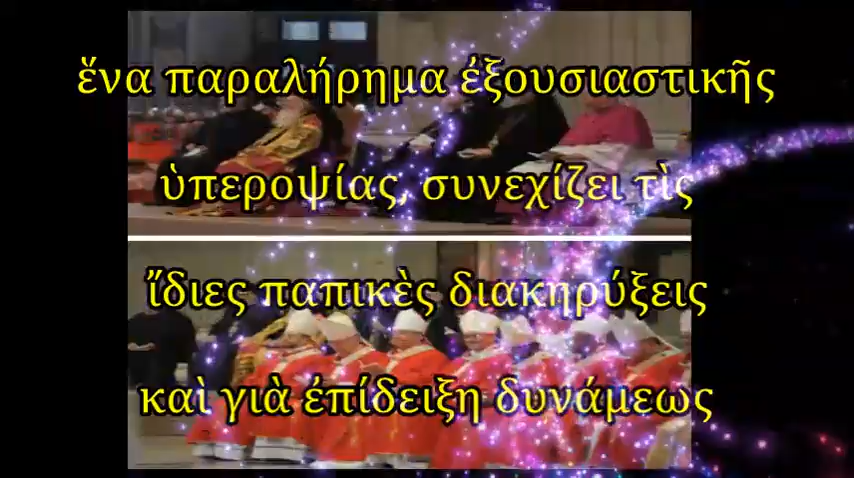 ἕνα παραλήρημα ἐξουσιαστικῆς
ὑπεροψίας, συνεχίζει τὶς
ἴδιες παπικὲς διακηρύξεις
καὶ γιὰ ἐπίδειξη δυνάμεως